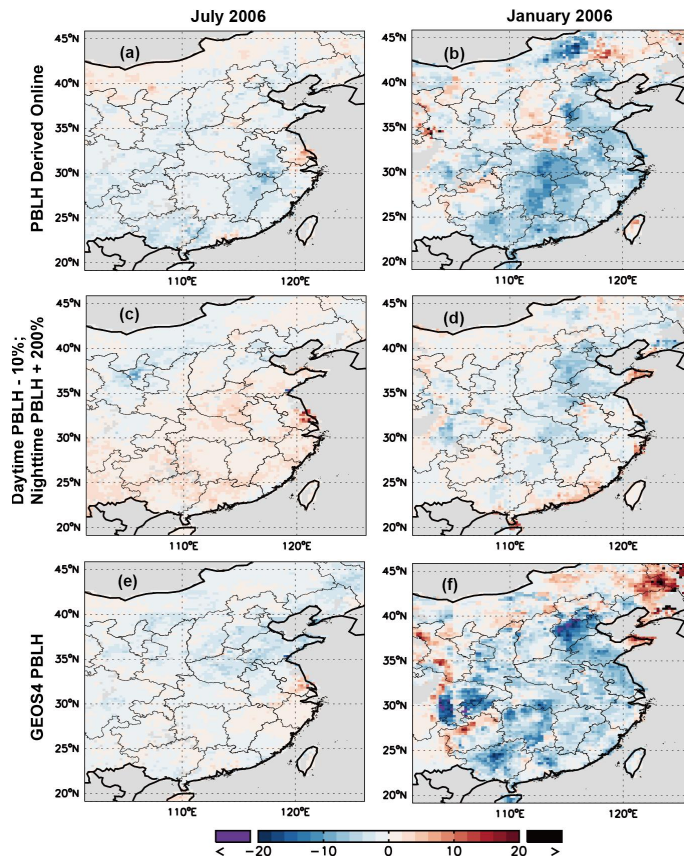 July 2006
January 2006
PBLH Derived Online
(a)
45°N
40°N
35°N
30°N
25°N
20°N
110°E
120°E
(b)
45°N
40°N
35°N
30°N
25°N
20°N
110°E
120°E
Daytime PBLH - 10%;
Nighttime PBLH + 200%
(c)
45°N
40°N
35°N
30°N
25°N
20°N
110°E
120°E
(d)
45°N
40°N
35°N
30°N
25°N
20°N
110°E
120°E
GEOS4 PBLH
(e)
45°N
40°N
35°N
30°N
25°N
20°N
110°E
120°E
(f)
45°N
40°N
35°N
30°N
25°N
20°N
110°E
120°E
< -20 -10 0 10 20 >